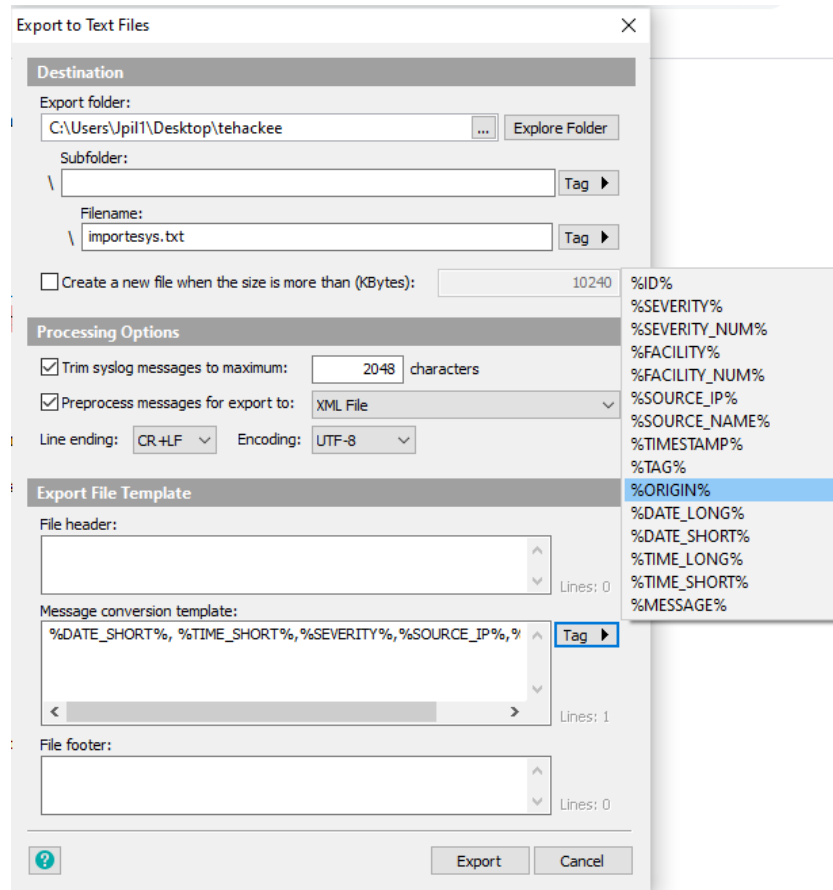 Export to Text Files
Destination
Export folder:
C:\Users\Jpil1\Desktop\tehackee
...
Explore Folder
Subfolder:
\
Tag
Filename:
\ importesys.txt
Tag
Create a new file when the size is more than (KBytes):
10240
Processing Options
Trim syslog messages to maximum:
2048 characters
Preprocess messages for export to:
XML File
Line ending: CR+LF
Encoding: UTF-8
Export File Template
File header:
Lines: 0
Message conversion template:
%DATE_SHORT%, %TIME_SHORT%,%SEVERITY%,%SOURCE_IP%,%
Tag
Lines: 1
File footer:
Lines: 0
?
Export
Cancel
%ID%
%SEVERITY%
%SEVERITY_NUM%
%FACILITY%
%FACILITY_NUM%
%SOURCE_IP%
%SOURCE_NAME%
%TIMESTAMP%
%TAG%
%ORIGIN%
%DATE_LONG%
%DATE_SHORT%
%TIME_LONG%
%TIME_SHORT%
%MESSAGE%